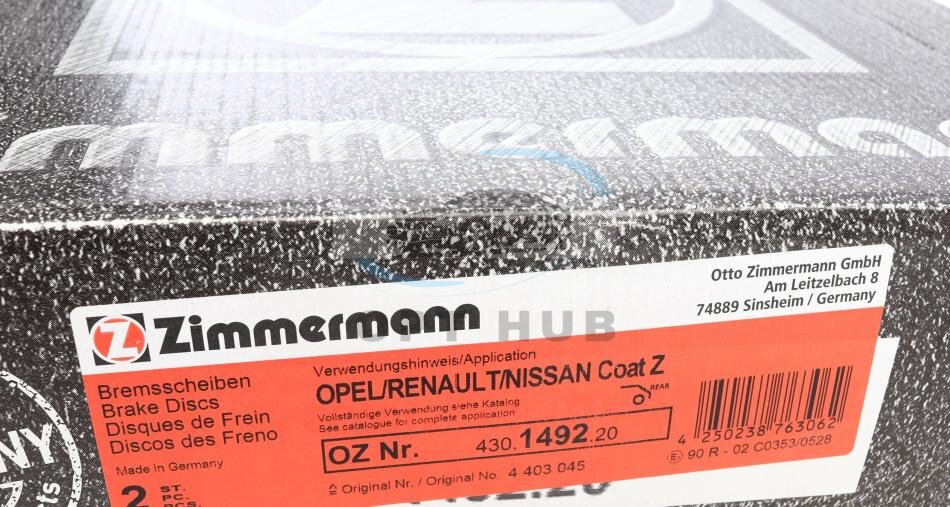 Zimmermann
Otto Zimmermann GmbH
Am Leitzelbach 8
74889 Sinsheim / Germany
HUB
Bremsscheiben
Brake Discs
Disques de Frein
Discos des Freno
Made in Germany
2 ST.
PC.
PCS.
Verwendungshinweis/Application
OPEL/RENAULT/NISSAN Coat Z
Vollständige Verwendung siehe Katalog
See catalogue for complete application
REAR
OZ Nr. 430.1492.20
≙ Original Nr. / Original No. 4 403 045
4 250238 763062
E1 90 R - 02 C0353/0528